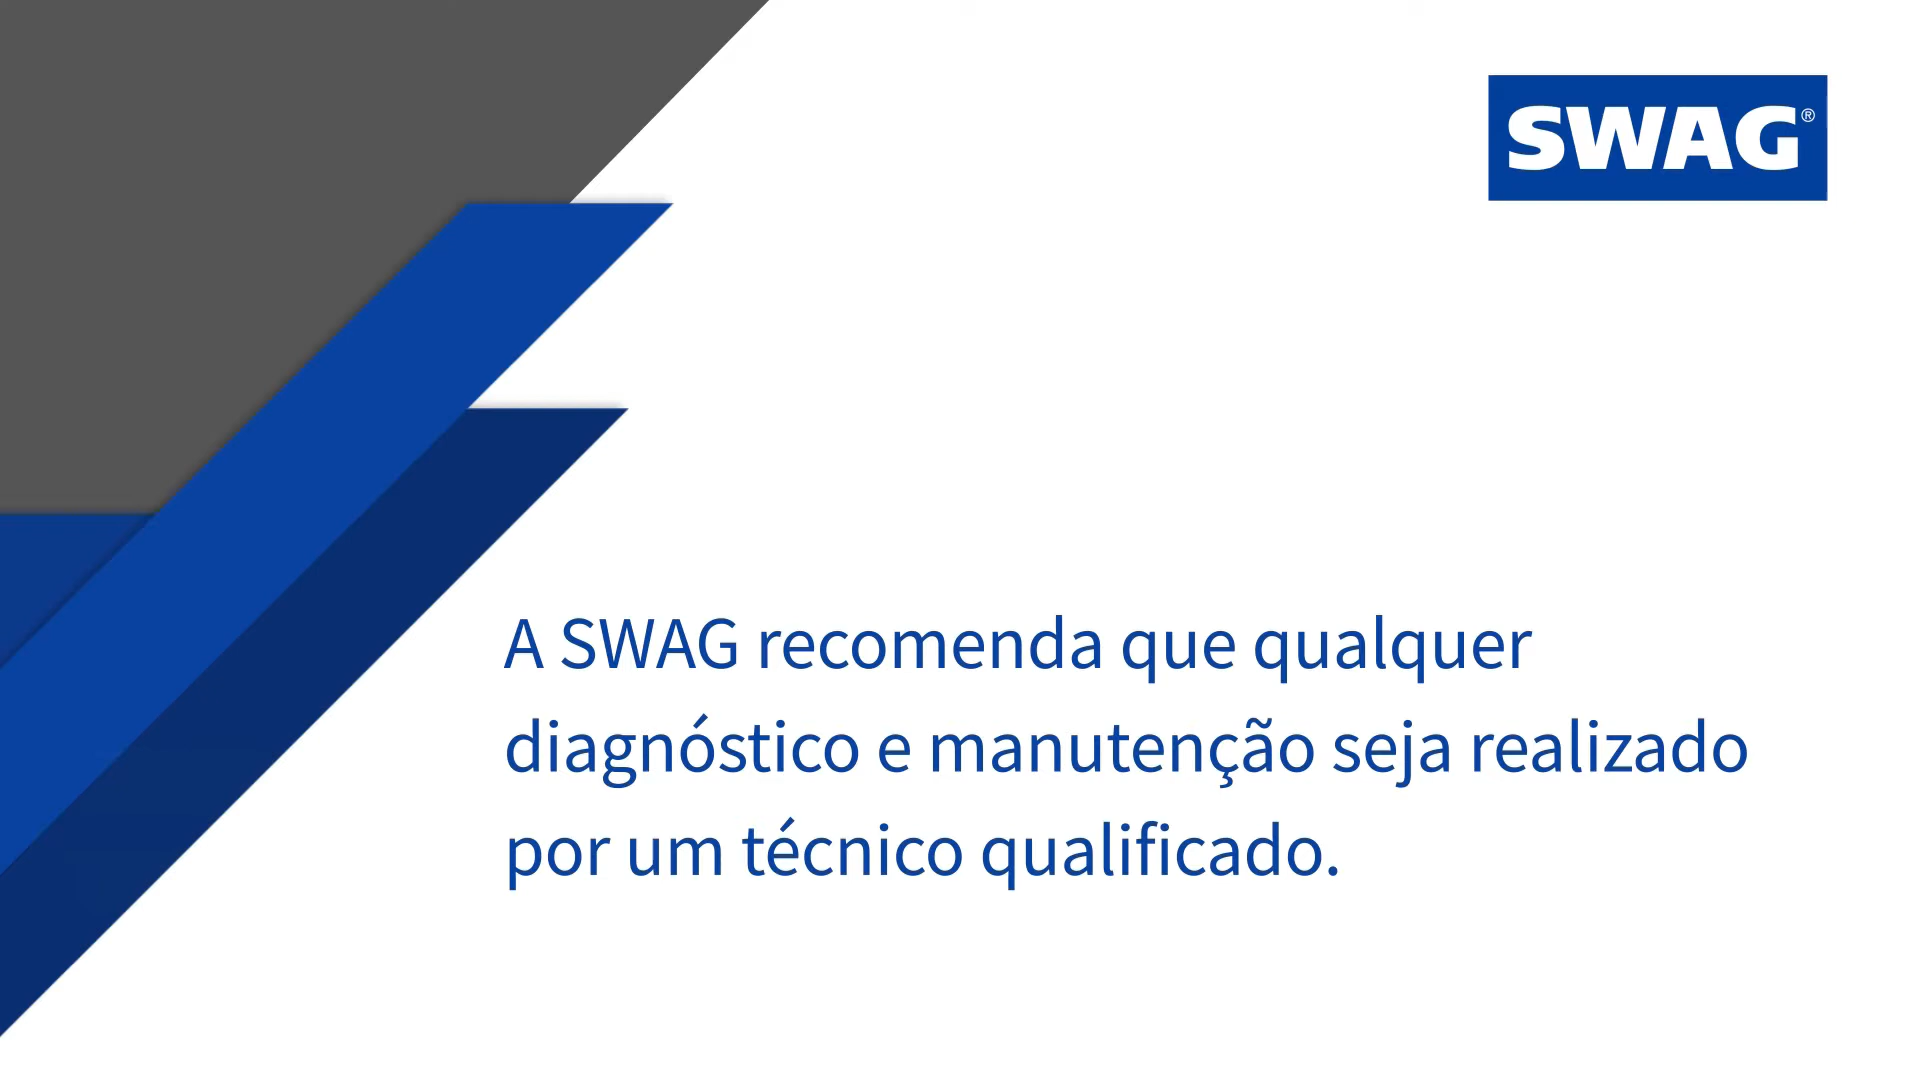 SWAG®
A SWAG recomenda que qualquer
diagnóstico e manutenção seja realizado
por um técnico qualificado.